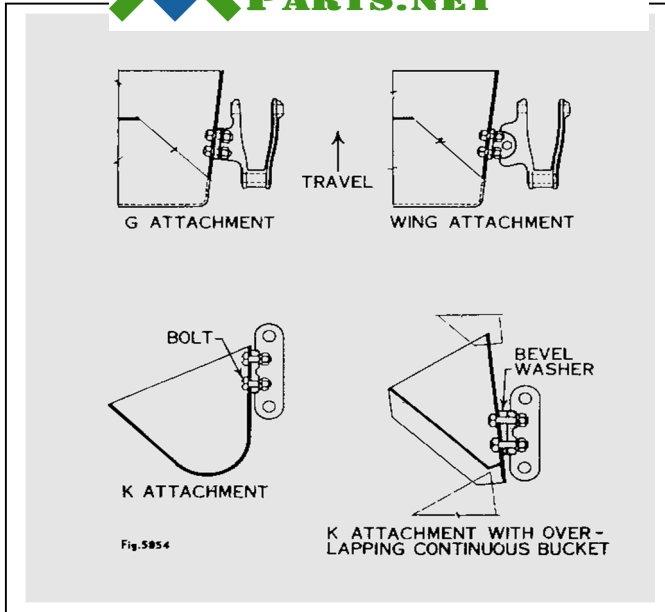 PARTS.NET
TRAVEL
G ATTACHMENT
WING ATTACHMENT
BOLT
BEVEL
WASHER
K ATTACHMENT
K ATTACHMENT WITH OVER-
LAPPING CONTINUOUS BUCKET
Fig.5854